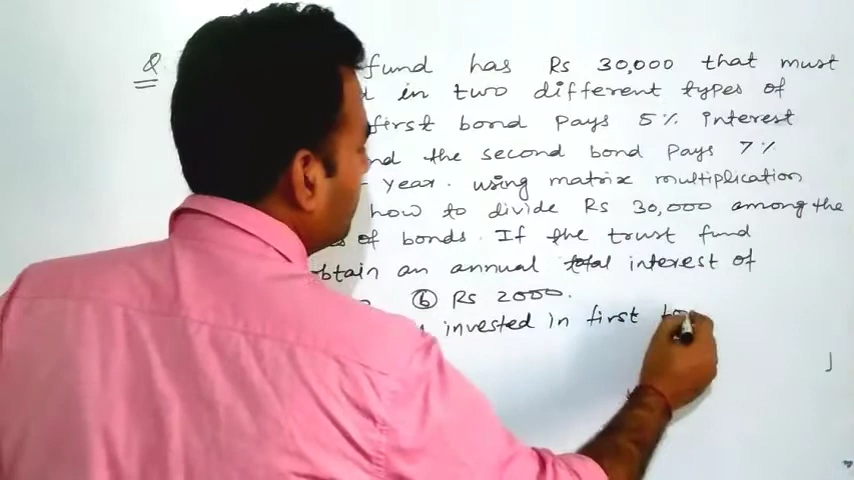 Q fund has Rs 30,000 that must
in two different types of
first bond pays 5% interest
the second bond pays 7%
year. using matrix multiplication
how to divide Rs 30,000 among the
of bonds. If the trust fund
an annual total interest of
(b) Rs 2000.
invested in first